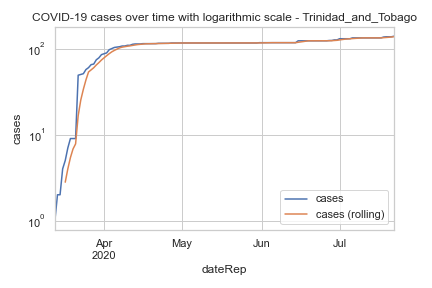 COVID-19 cases over time with logarithmic scale - Trinidad_and_Tobago
cases
10²
10¹
10⁰
Apr
2020
May
Jun
Jul
dateRep
cases
cases (rolling)